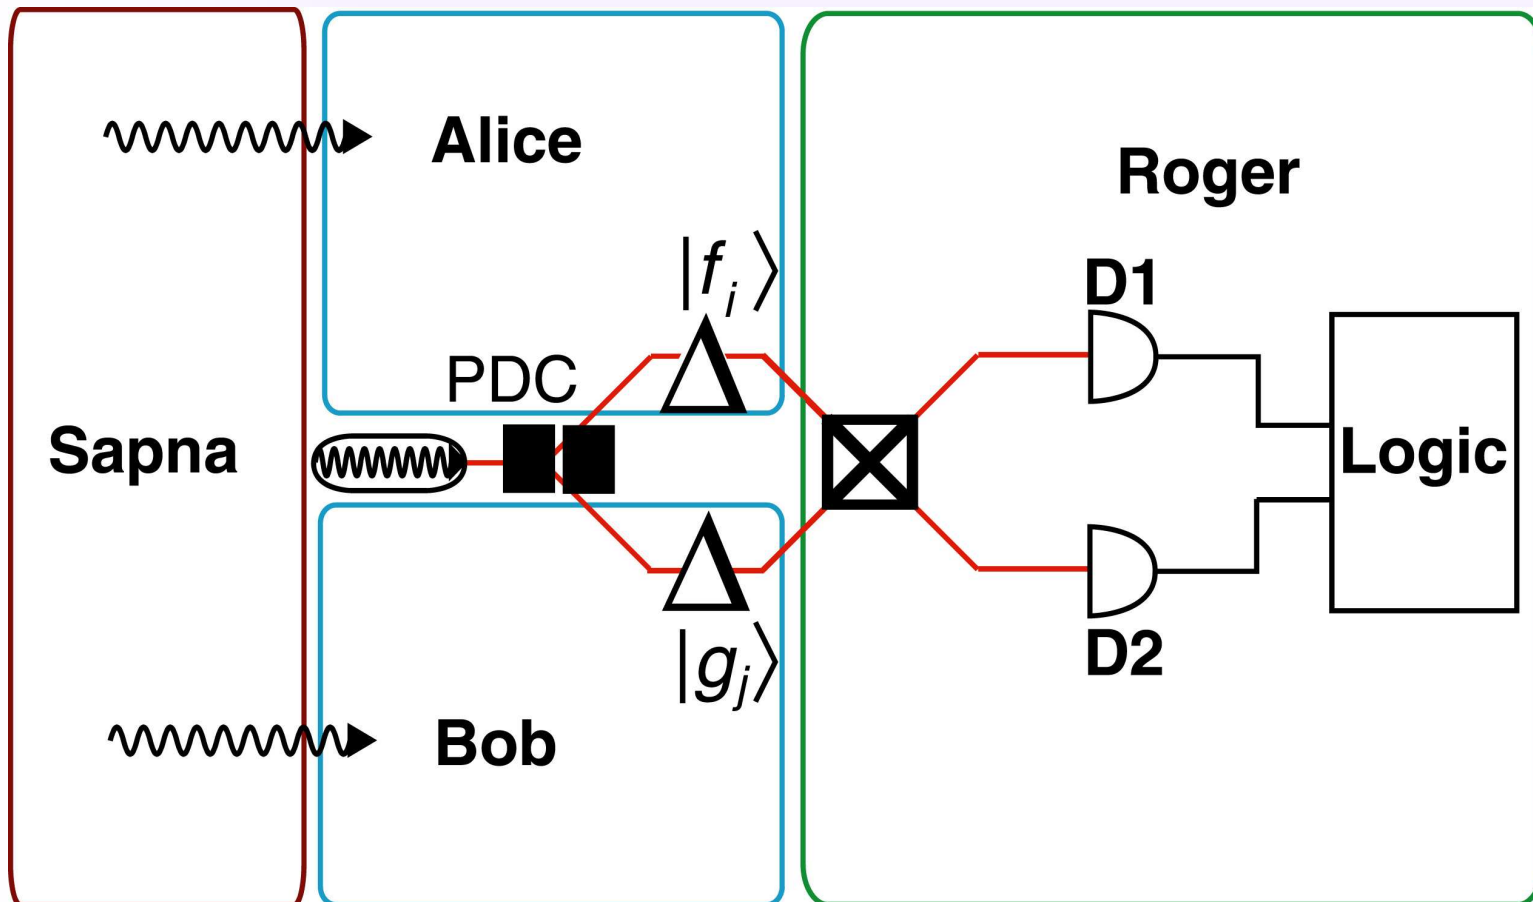 Alice
Roger
|f_i⟩
D1
PDC
Sapna
Logic
D2
|g_j⟩
Bob